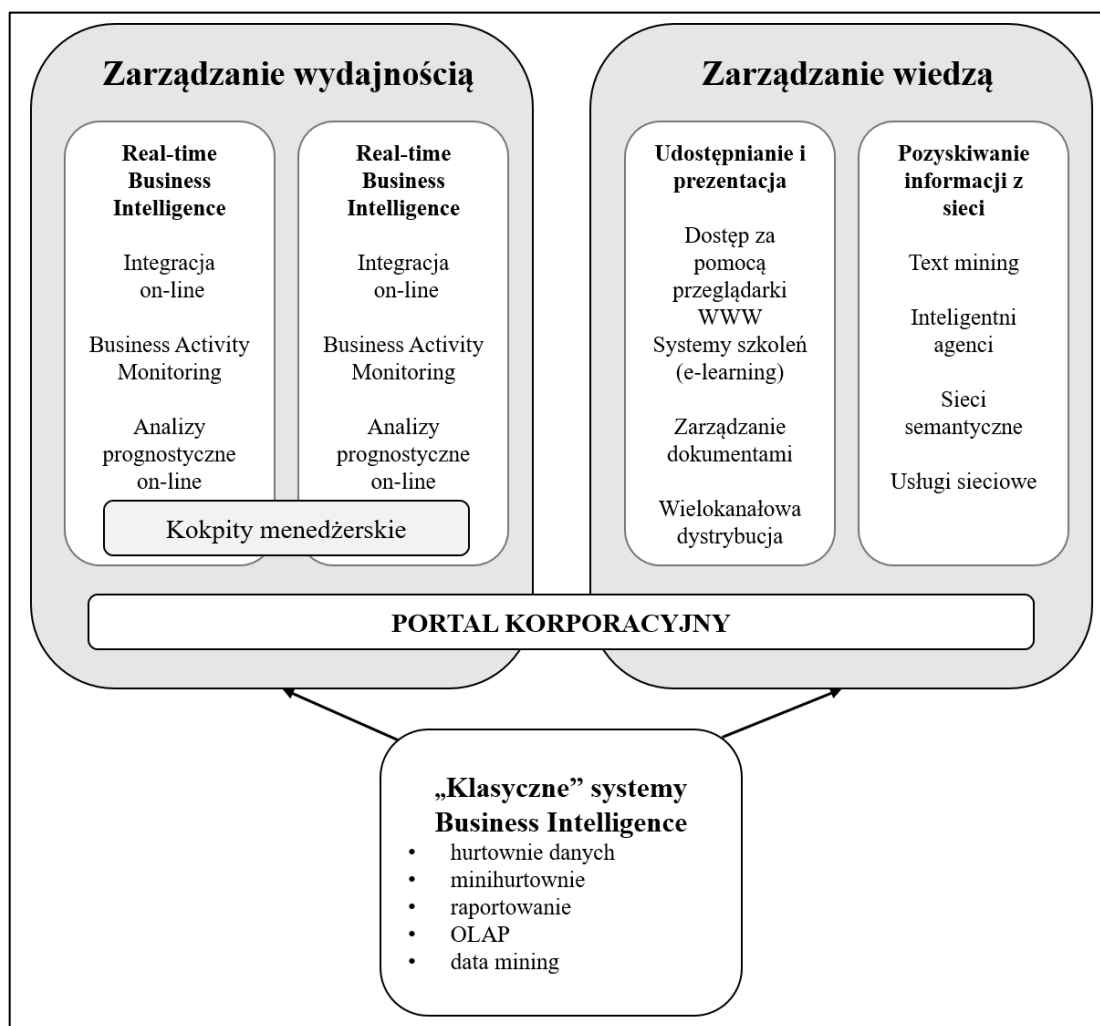 Zarządzanie wydajnością
Real-time
Business
Intelligence
Integracja
on-line
Business Activity
Monitoring
Analizy
prognostyczne
on-line
Real-time
Business
Intelligence
Integracja
on-line
Business Activity
Monitoring
Analizy
prognostyczne
on-line
Kokpity menedżerskie
Zarządzanie wiedzą
Udostępnianie i
prezentacja
Dostęp za
pomocą
przeglądarki
WWW
Systemy szkoleń
(e-learning)
Zarządzanie
dokumentami
Wielokanałowa
dystrybucja
Pozyskiwanie
informacji z
sieci
Text mining
Inteligentni
agenci
Sieci
semantyczne
Usługi sieciowe
PORTAL KORPORACYJNY
„Klasyczne” systemy
Business Intelligence
• hurtownie danych
• minihurtownie
• raportowanie
• OLAP
• data mining